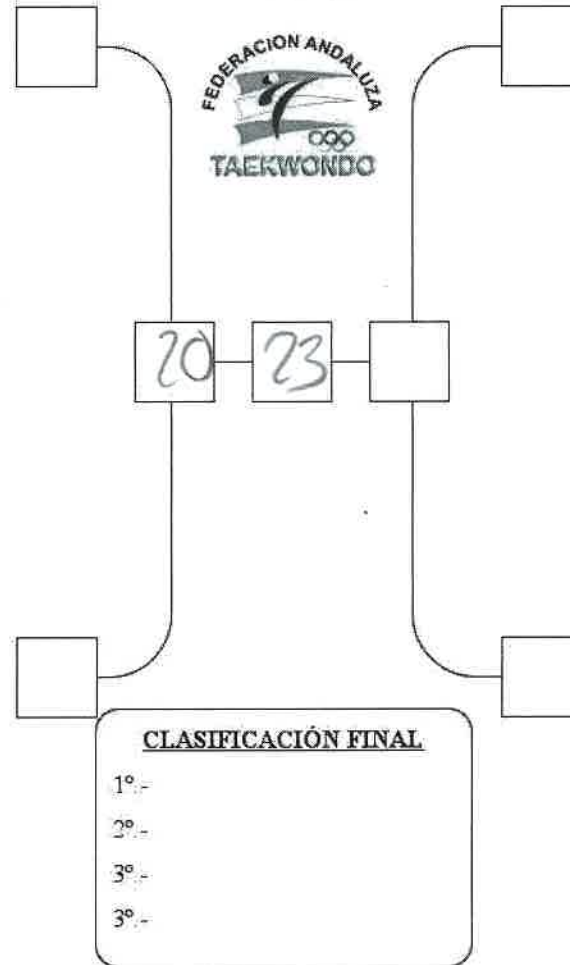 FEDERACION ANDALUZA
TAEKWONDO
20 23
CLASIFICACIÓN FINAL
1º.-
2º.-
3º.-
3º.-